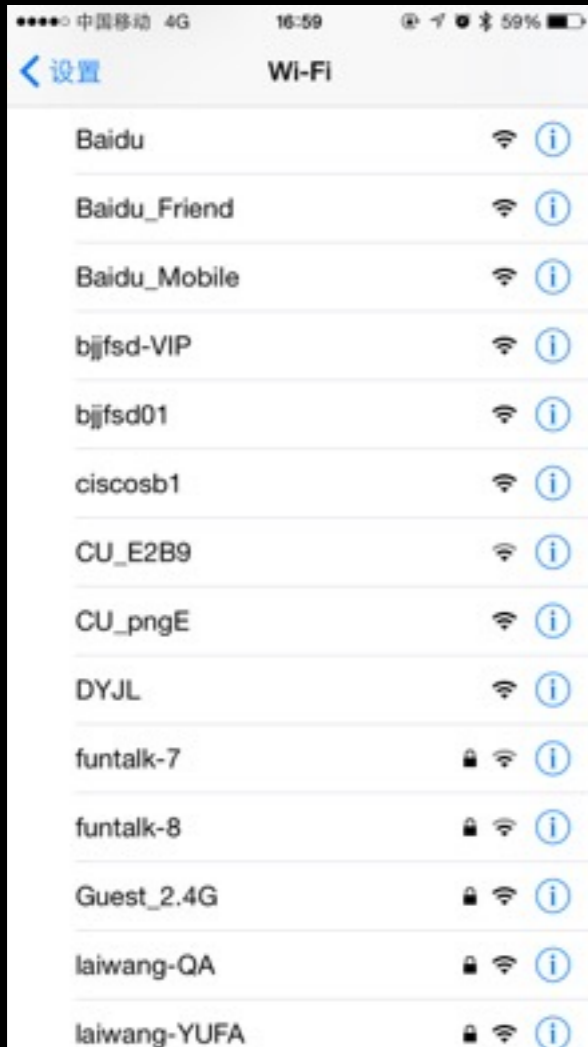 中国移动 4G 16:59 59%
设置 Wi-Fi
Baidu
Baidu_Friend
Baidu_Mobile
bjjfsd-VIP
bjjfsd01
ciscosb1
CU_E2B9
CU_pngE
DYJL
funtalk-7
funtalk-8
Guest_2.4G
laiwang-QA
laiwang-YUFA